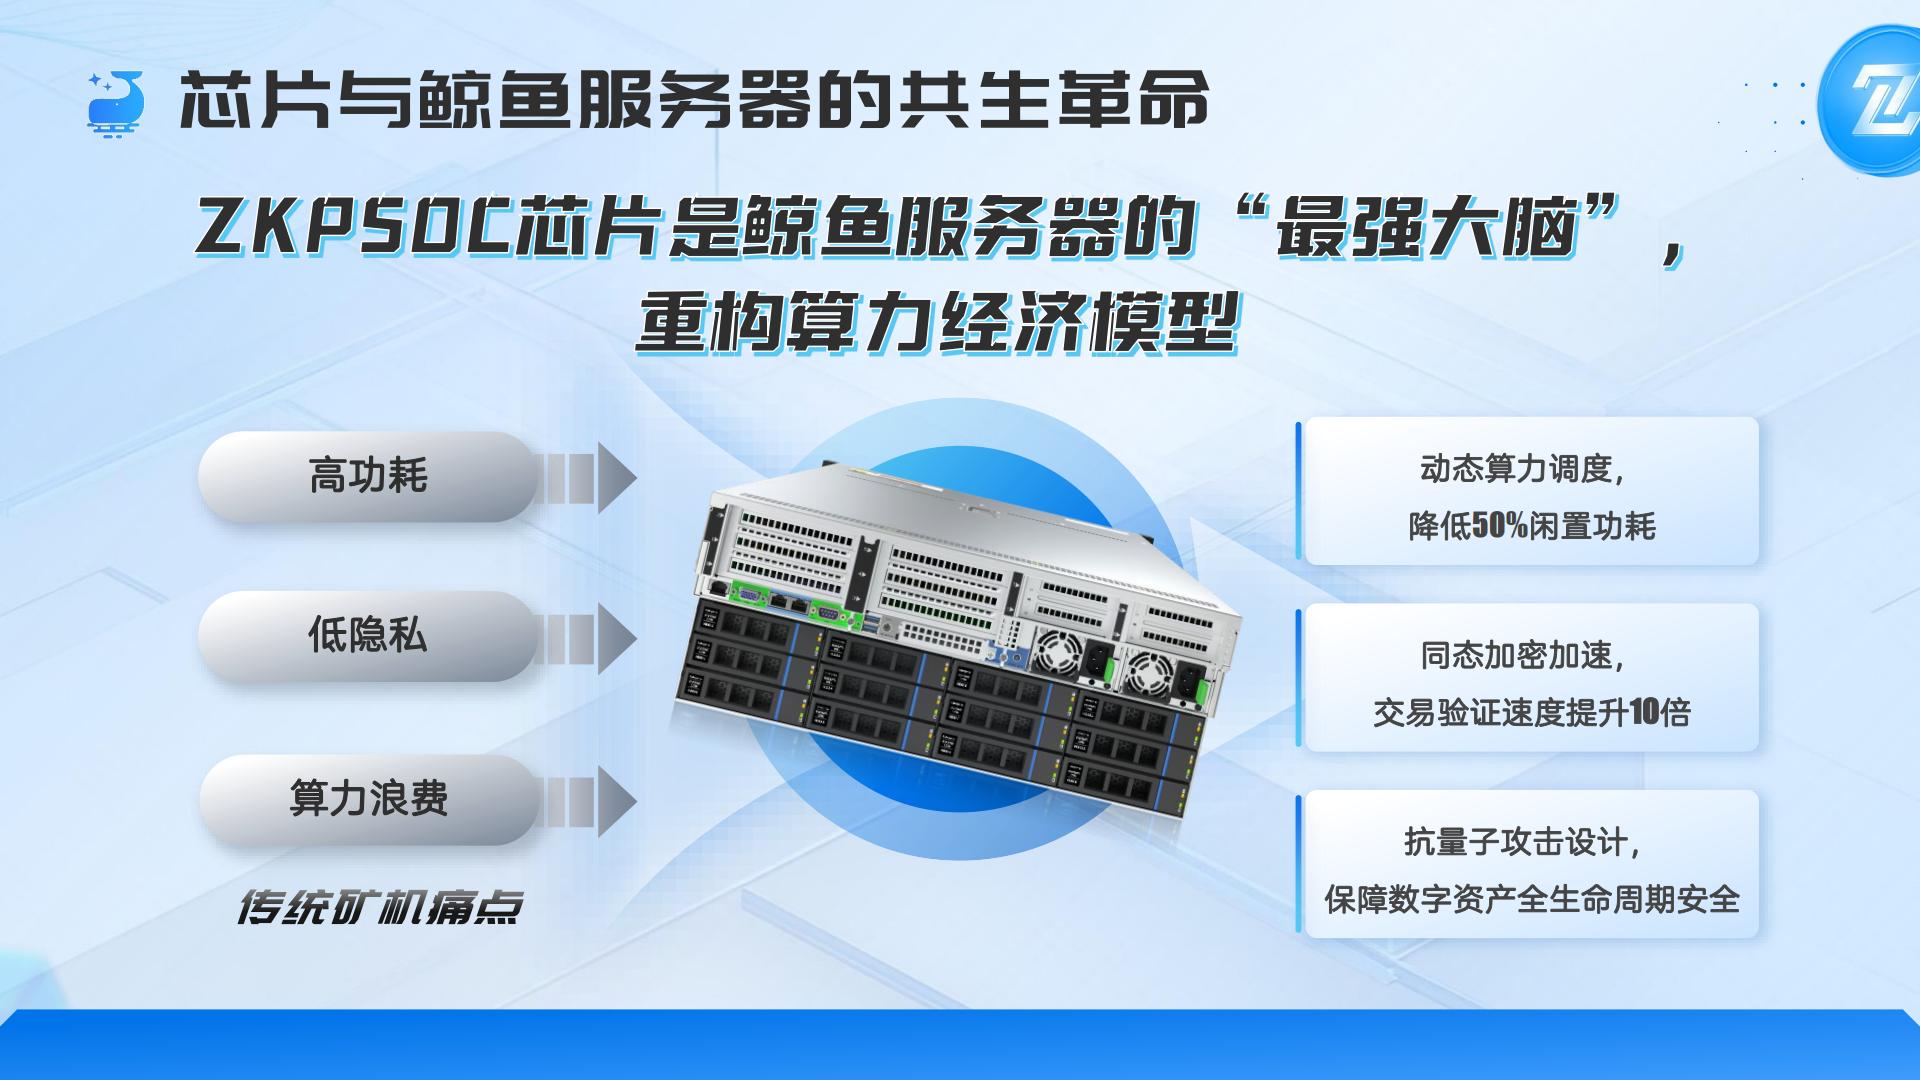 芯片与鲸鱼服务器的共生革命
ZKPSOC芯片是鲸鱼服务器的“最强大脑”,
重构算力经济模型
高功耗
低隐私
算力浪费
传统矿机痛点
动态算力调度,
降低50%闲置功耗
同态加密加速,
交易验证速度提升10倍
抗量子攻击设计,
保障数字资产全生命周期安全